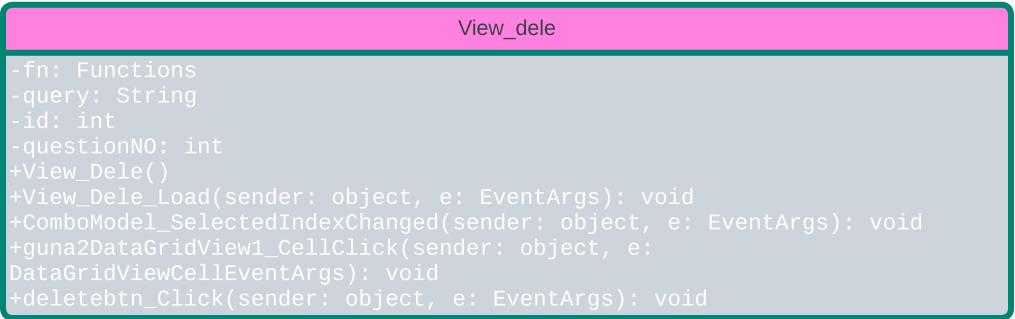 View_dele
-fn: Functions
-query: String
-id: int
-questionNO: int
+View_Dele()
+View_Dele_Load(sender: object, e: EventArgs): void
+ComboModel_SelectedIndexChanged(sender: object, e: EventArgs): void
+guna2DataGridView1_CellClick(sender: object, e:
DataGridViewCellEventArgs): void
+deletebtn_Click(sender: object, e: EventArgs): void